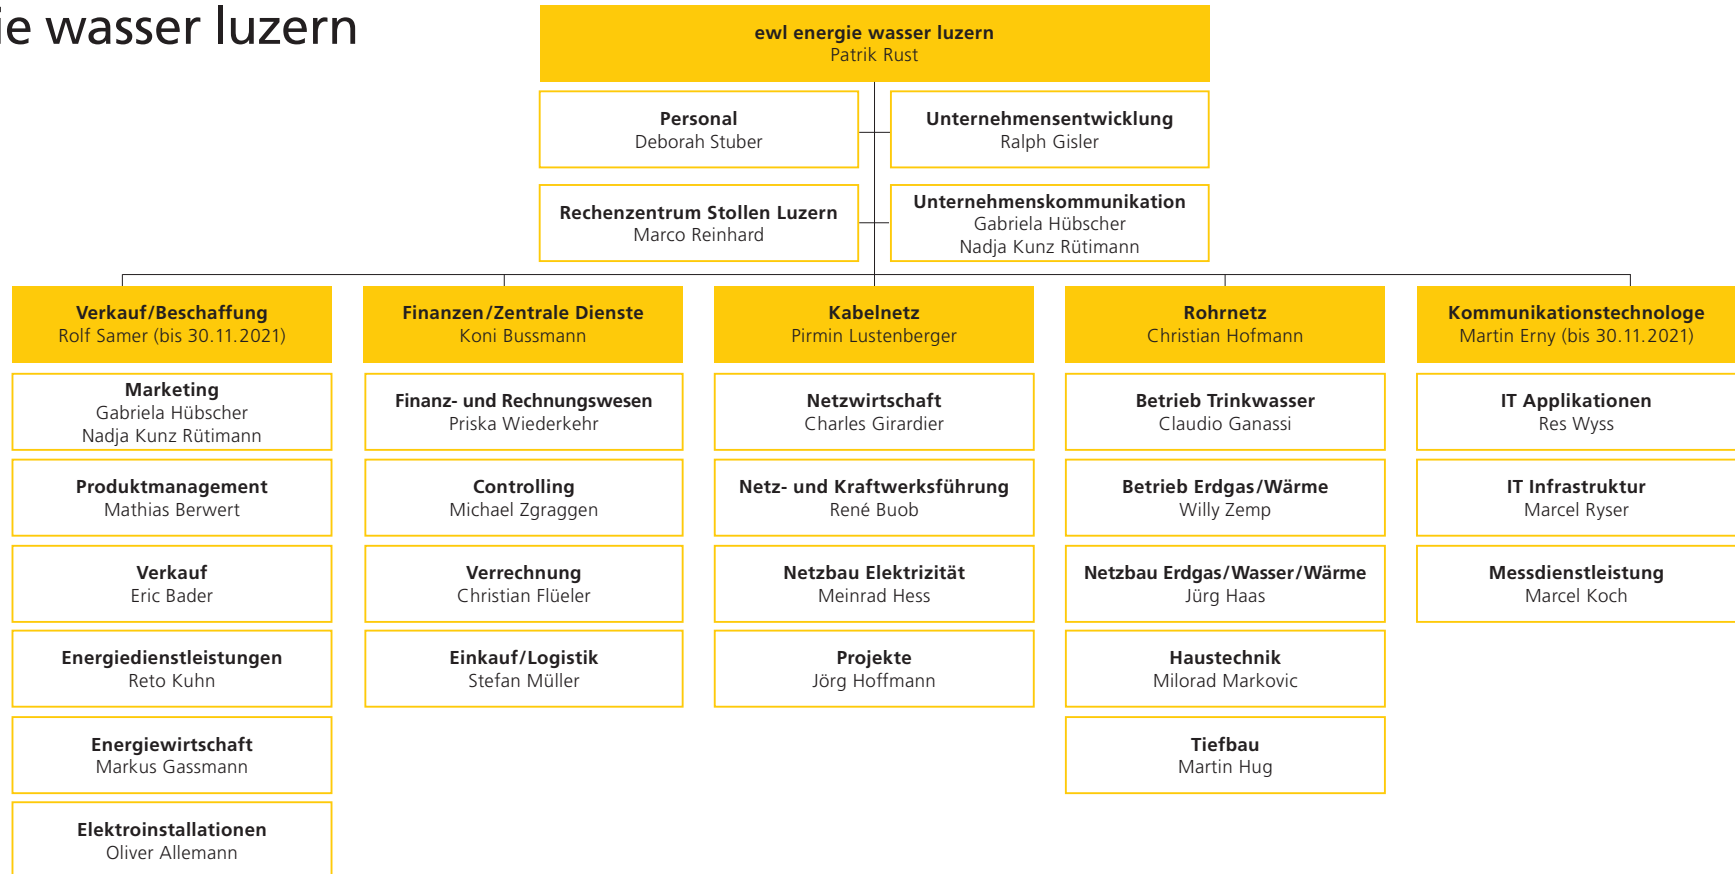 ie wasser luzern
ewl energie wasser luzern
Patrik Rust
Personal
Deborah Stuber
Unternehmensentwicklung
Ralph Gisler
Rechenzentrum Stollen Luzern
Marco Reinhard
Unternehmenskommunikation
Gabriela Hübscher
Nadja Kunz Rütimann
Verkauf/Beschaffung
Rolf Samer (bis 30.11.2021)
Marketing
Gabriela Hübscher
Nadja Kunz Rütimann
Produktmanagement
Mathias Berwert
Verkauf
Eric Bader
Energiedienstleistungen
Reto Kuhn
Energiewirtschaft
Markus Gassmann
Elektroinstallationen
Oliver Allemann
Finanzen/Zentrale Dienste
Koni Bussmann
Finanz- und Rechnungswesen
Priska Wiederkehr
Controlling
Michael Zgraggen
Verrechnung
Christian Flüeler
Einkauf/Logistik
Stefan Müller
Kabelnetz
Pirmin Lustenberger
Netzwirtschaft
Charles Girardier
Netz- und Kraftwerksführung
René Buob
Netzbau Elektrizität
Meinrad Hess
Projekte
Jörg Hoffmann
Rohrnetz
Christian Hofmann
Betrieb Trinkwasser
Claudio Ganassi
Betrieb Erdgas/Wärme
Willy Zemp
Netzbau Erdgas/Wasser/Wärme
Jürg Haas
Haustechnik
Milorad Markovic
Tiefbau
Martin Hug
Kommunikationstechnologe
Martin Erny (bis 30.11.2021)
IT Applikationen
Res Wyss
IT Infrastruktur
Marcel Ryser
Messdienstleistung
Marcel Koch